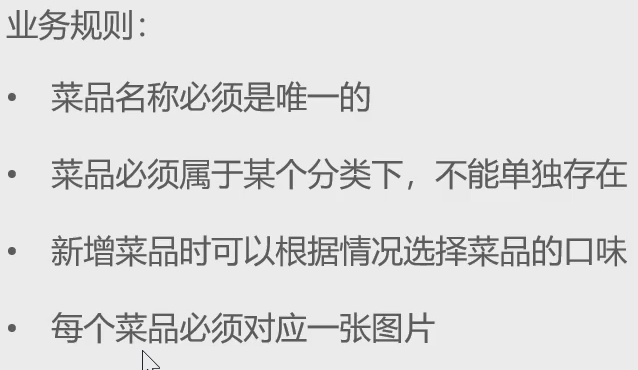 业务规则：
• 菜品名称必须是唯一的
• 菜品必须属于某个分类下，不能单独存在
• 新增菜品时可以根据情况选择菜品的口味
• 每个菜品必须对应一张图片